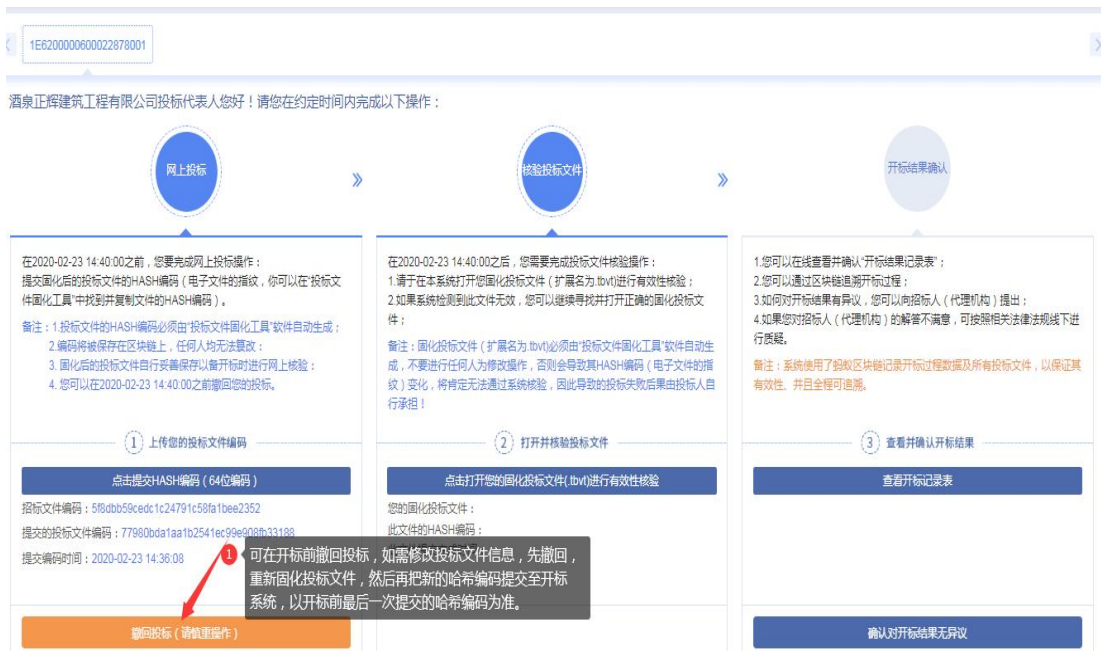 1E6200000600022878001
酒泉正辉建筑工程有限公司投标代表人您好！请您在约定时间内完成以下操作：
网上投标
核验投标文件
开标结果确认
在2020-02-23 14:40:00之前，您要完成网上投标操作：
提交固化后的投标文件的HASH编码（电子文件的指纹，你可以在"投标文
件固化工具"中找到并复制文件的HASH编码）。
备注：1.投标文件的HASH编码必须由"投标文件固化工具"软件自动生成；
2.编码将被保存在区块链上，任何人均无法篡改；
3. 固化后的投标文件自行妥善保存以备开标时进行网上核验；
4. 您可以在2020-02-23 14:40:00之前撤回您的投标。
1 上传您的投标文件编码
点击提交HASH编码（64位编码）
招标文件编码：5f8dbb59cedc1c24791c58fa1bee2352
提交的投标文件编码：77980bda1aa1b2541ec99e908fb33188
提交编码时间：2020-02-23 14:36:08
撤回投标（请慎重操作）
在2020-02-23 14:40:00之后，您需要完成投标文件核验操作：
1.请于在本系统打开您固化投标文件（扩展名为.tbvt)进行有效性核验；
2.如果系统检测到此文件无效，您可以继续寻找并打开正确的固化投标文
件；
备注：固化投标文件（扩展名为.tbvt)必须由"投标文件固化工具"软件自动生
成，不要进行任何人为修改操作，否则会导致其HASH编码（电子文件的指
纹）变化，将肯定无法通过系统核验，因此导致的投标失败后果由投标人自
行承担！
2 打开并核验投标文件
点击打开您的固化投标文件(.tbvt)进行有效性核验
您的固化投标文件：
此文件的HASH编码：
1 可在开标前撤回投标，如需修改投标文件信息，先撤回，
重新固化投标文件，然后再把新的哈希编码提交至开标
系统，以开标前最后一次提交的哈希编码为准。
1.您可以在线查看并确认"开标结果记录表"；
2.您可以通过区块链追溯开标过程；
3.如何对开标结果有异议，您可以向招标人（代理机构）提出；
4.如果您对招标人（代理机构）的解答不满意，可按照相关法律法规线下进
行质疑。
备注：系统使用了蚂蚁区块链记录开标过程数据及所有投标文件，以保证其
有效性、并且全程可追溯。
3 查看并确认开标结果
查看开标记录表
确认对开标结果无异议